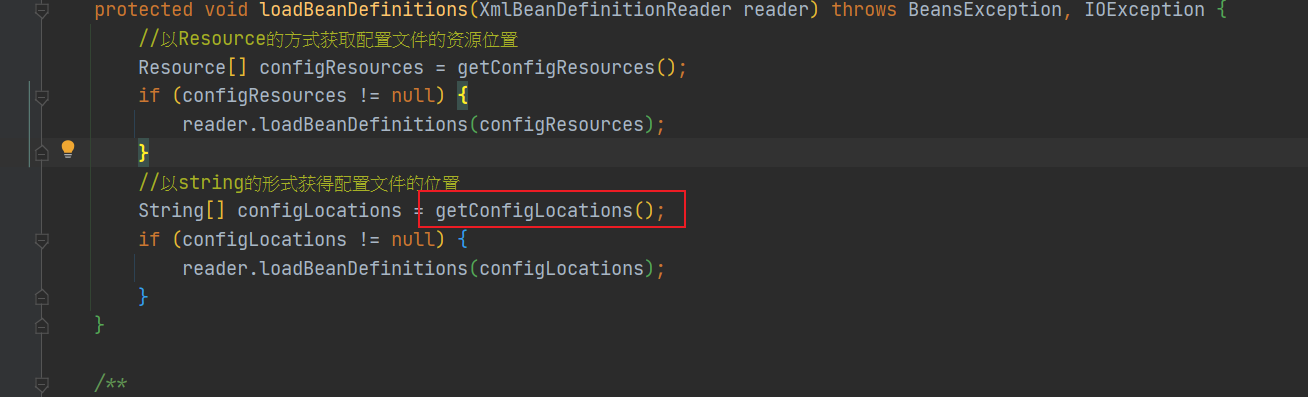 protected void loadBeanDefinitions(XmlBeanDefinitionReader reader) throws BeansException, IOException {
//以Resource的方式获取配置文件的资源位置
Resource[] configResources = getConfigResources();
if (configResources != null) {
reader.loadBeanDefinitions(configResources);
}
//以string的形式获得配置文件的位置
String[] configLocations = getConfigLocations();
if (configLocations != null) {
reader.loadBeanDefinitions(configLocations);
}
}
/**